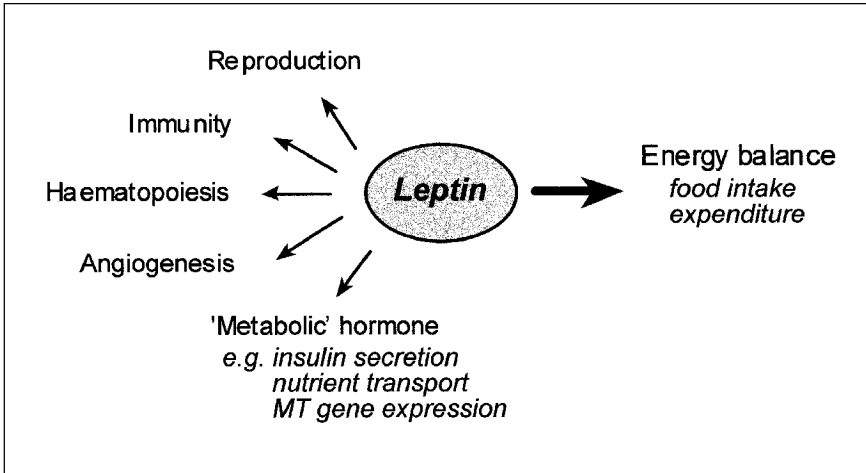 Reproduction
Immunity
Haematopoiesis
Angiogenesis
'Metabolic' hormone
e.g. insulin secretion
nutrient transport
MT gene expression
Leptin
Energy balance
food intake
expenditure